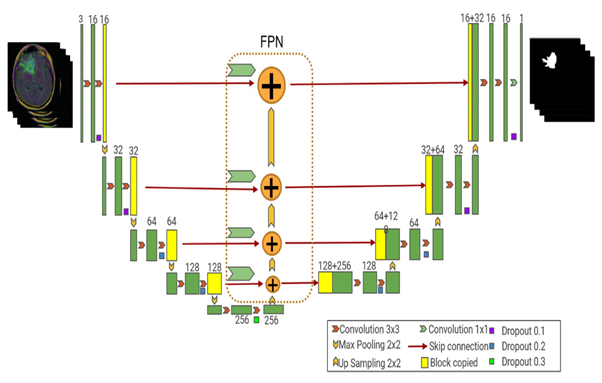 3 16 16
FPN
16+32 16 16 1
32 32
32+64 32
64 64
64+12
8
64
128 128
128+256 128
256 256
Convolution 3x3
Convolution 1x1
Dropout 0.1
Max Pooling 2x2
Skip connection
Dropout 0.2
Up Sampling 2x2
Block copied
Dropout 0.3